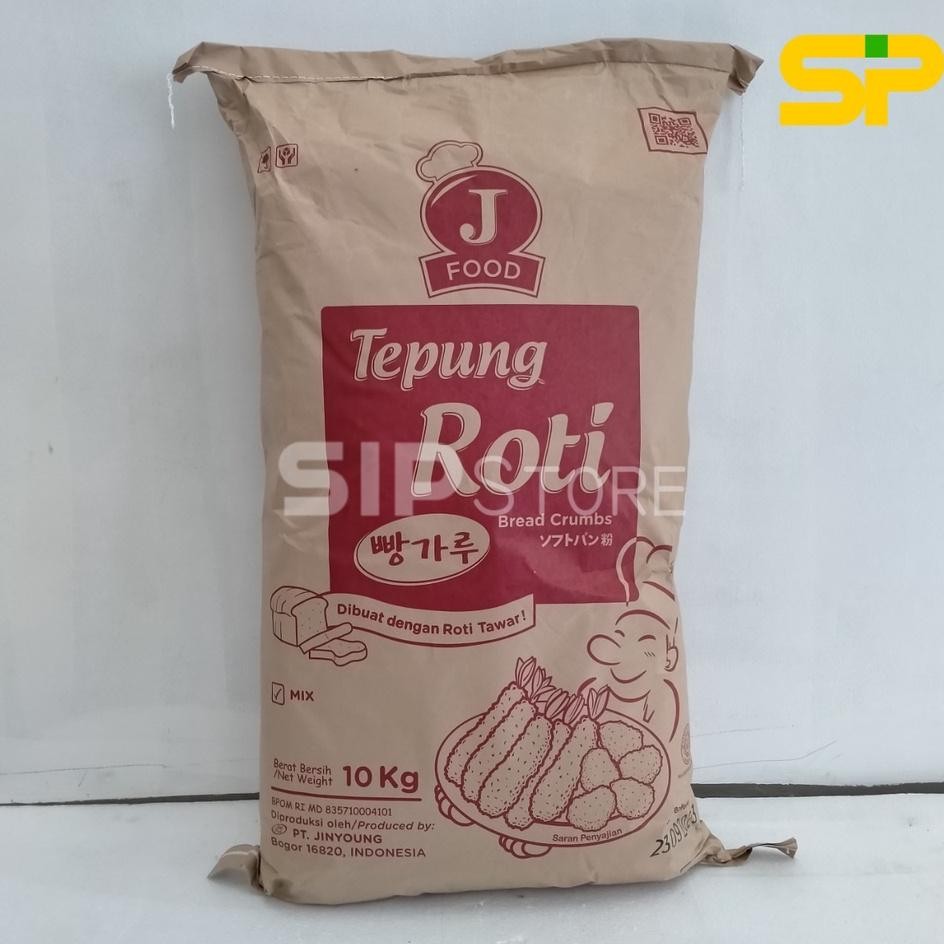 SIP
J
FOOD
Tepung
Roti
SIP STORE
Bread Crumbs
ソフトパン粉
빵가루
Dibuat dengan Roti Tawar!
MIX
Berat Bersih
/Net Weight 10 Kg
BPOM RI MD 835710004101
Diproduksi oleh/Produced by:
PT. JINYOUNG
Bogor 16820, INDONESIA
Saran Penyajian